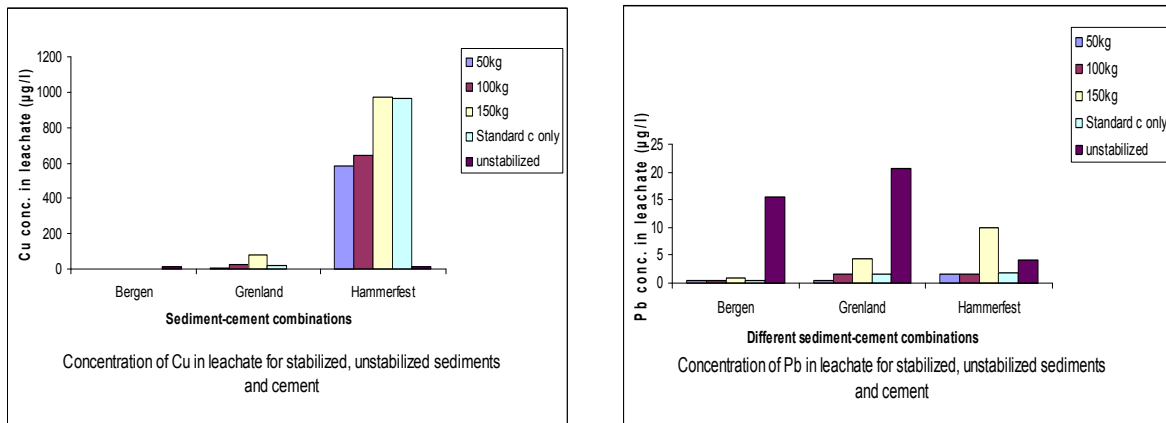 1200
1000
800
600
400
200
0
Cu conc. in leachate (µg/l)
Bergen Grenland Hammerfest
Sediment-cement combinations
50kg
100kg
150kg
Standard c only
unstabilized
Concentration of Cu in leachate for stabilized, unstabilized sediments
and cement
25
20
15
10
5
0
Pb conc. in leachate (µg/l)
Bergen Grenland Hammerfest
Different sediment-cement combinations
50kg
100kg
150kg
Standard c only
unstabilized
Concentration of Pb in leachate for stabilized, unstabilized sediments
and cement